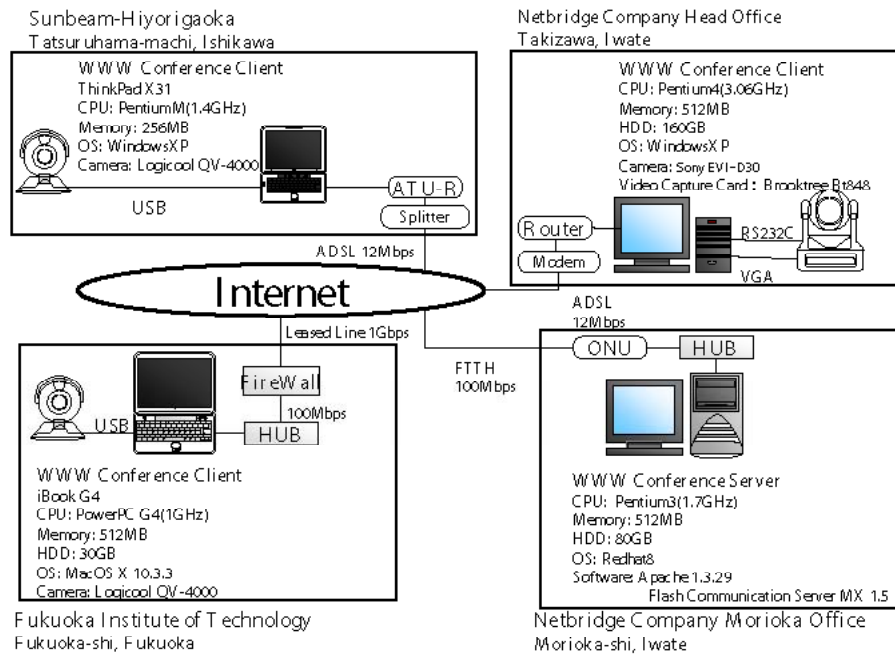 Sunbeam-Hiyorigaoka
Tatsuruhama-machi, Ishikawa
WWW Conference Client
ThinkPad X31
CPU: PentiumM(1.4GHz)
Memory: 256MB
OS: WindowsXP
Camera: Logicool QV-4000
USB
ATU-R
Splitter
ADSL 12Mbps
Netbridge Company Head Office
Takizawa, Iwate
WWW Conference Client
CPU: Pentium4(3.06GHz)
Memory: 512MB
HDD: 160GB
OS: WindowsXP
Camera: Sony EVI-D30
Video Capture Card: Brooktree Bt848
Router
Modem
RS232C
VGA
ADSL
12Mbps
Internet
Leased Line 1Gbps
FireWall
100Mbps
HUB
USB
WWW Conference Client
iBook G4
CPU: PowerPC G4(1GHz)
Memory: 512MB
HDD: 30GB
OS: MacOS X 10.3.3
Camera: Logicool QV-4000
Fukuoka Institute of Technology
Fukuoka-shi, Fukuoka
FTTH
100Mbps
ONU
HUB
WWW Conference Server
CPU: Pentium3(1.7GHz)
Memory: 512MB
HDD: 80GB
OS: Redhat8
Software: Apache 1.3.29
Flash Communication Server MX 1.5
Netbridge Company Morioka Office
Morioka-shi, Iwate